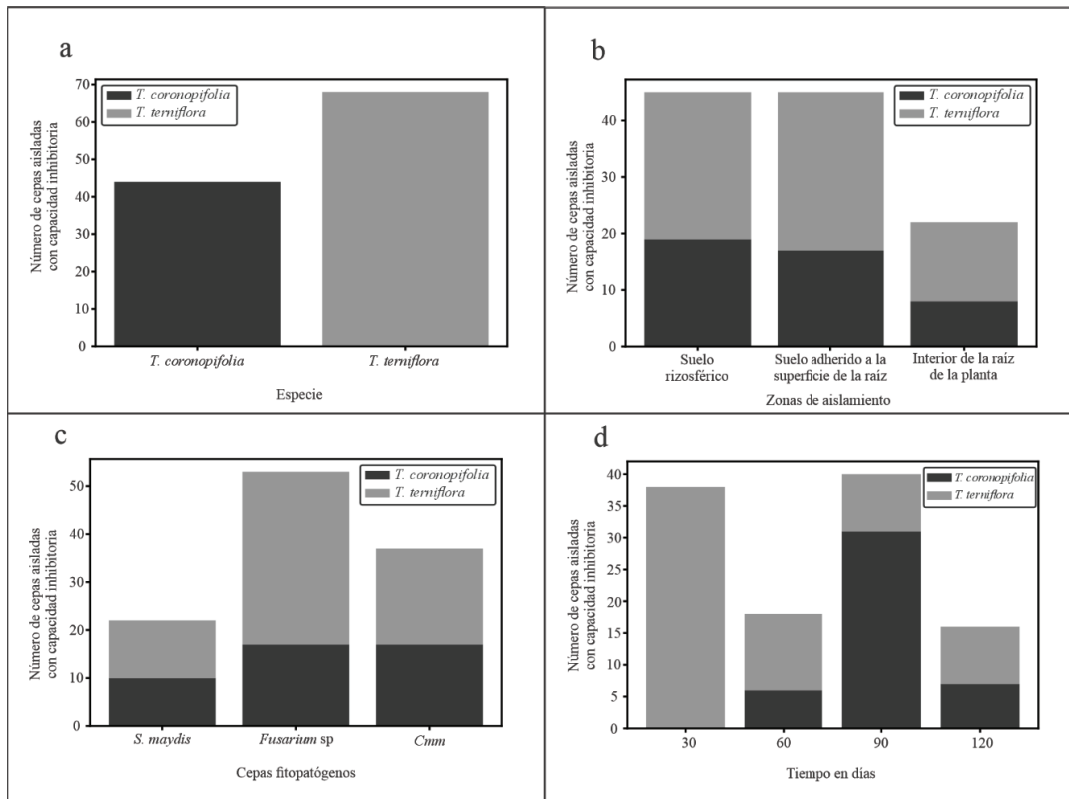 a
Número de cepas aisladas
con capacidad inhibitoria
70
60
50
40
30
20
10
0
T. coronopifolia
T. terniflora
T. coronopifolia
T. terniflora
Especie
b
Número de cepas aisladas
con capacidad inhibitoria
40
30
20
10
0
T. coronopifolia
T. terniflora
Suelo
rizosférico
Suelo adherido a la
superficie de la raíz
Interior de la raíz
de la planta
Zonas de aislamiento
c
Número de cepas aisladas
con capacidad inhibitoria
50
40
30
20
10
0
T. coronopifolia
T. terniflora
S. maydis
Fusarium sp
Cmm
Cepas fitopatógenos
d
Número de cepas aisladas
con capacidad inhibitoria
40
35
30
25
20
15
10
5
0
T. coronopifolia
T. terniflora
30
60
90
120
Tiempo en días